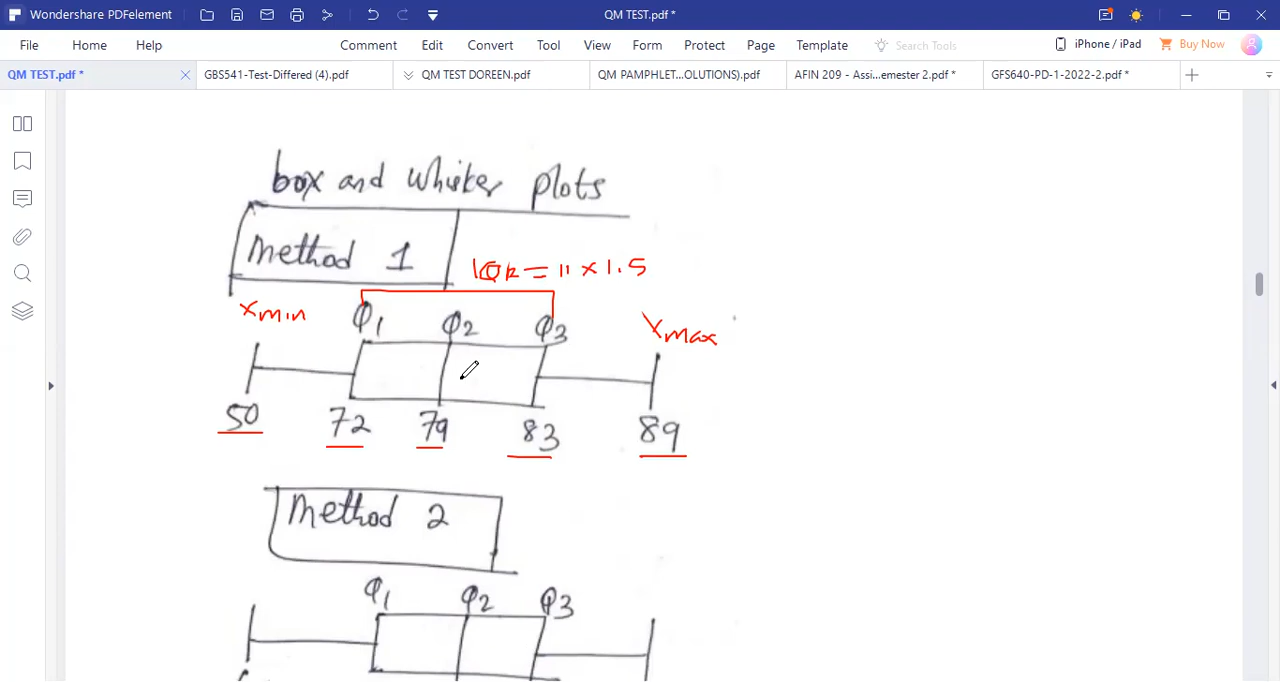 Wondershare PDFelement
QM TEST.pdf *
File Home Help Comment Edit Convert Tool View Form Protect Page Template Search Tools iPhone / iPad Buy Now
QM TEST.pdf * GBS541-Test-Differed (4).pdf QM TEST DOREEN.pdf QM PAMPHLET...OLUTIONS).pdf AFIN 209 - Assi...emester 2.pdf * GFS640-PD-1-2022-2.pdf *
box and whisker plots
Method 1
IQR = 11 x 1.5
xmin Q1 Q2 Q3 Xmax
50 72 79 83 89
Method 2
Q1 Q2 Q3